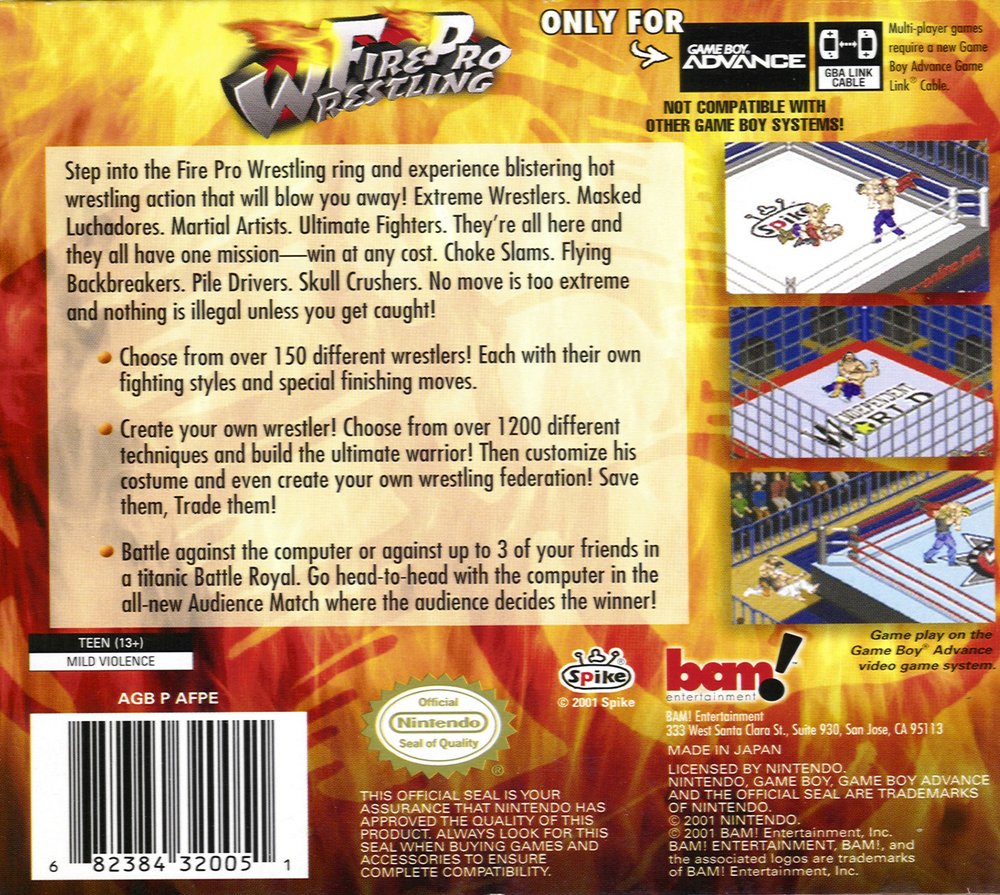 FIRE PRO
WRESTLING
ONLY FOR
GAME BOY
ADVANCE
GBA LINK
CABLE
Multi-player games
require a new Game
Boy Advance Game
Link® Cable.
NOT COMPATIBLE WITH
OTHER GAME BOY SYSTEMS!
Step into the Fire Pro Wrestling ring and experience blistering hot
wrestling action that will blow you away! Extreme Wrestlers. Masked
Luchadores. Martial Artists. Ultimate Fighters. They’re all here and
they all have one mission—win at any cost. Choke Slams. Flying
Backbreakers. Pile Drivers. Skull Crushers. No move is too extreme
and nothing is illegal unless you get caught!
• Choose from over 150 different wrestlers! Each with their own
fighting styles and special finishing moves.
• Create your own wrestler! Choose from over 1200 different
techniques and build the ultimate warrior! Then customize his
costume and even create your own wrestling federation! Save
them, Trade them!
• Battle against the computer or against up to 3 of your friends in
a titanic Battle Royal. Go head-to-head with the computer in the
all-new Audience Match where the audience decides the winner!
Spike
INDEPENDENT
WORLD
Game play on the
Game Boy® Advance
video game system.
TEEN (13+)
MILD VIOLENCE
AGB P AFPE
6 82384 32005 1
Official
Nintendo
Seal of Quality
®
THIS OFFICIAL SEAL IS YOUR
ASSURANCE THAT NINTENDO HAS
APPROVED THE QUALITY OF THIS
PRODUCT. ALWAYS LOOK FOR THIS
SEAL WHEN BUYING GAMES AND
ACCESSORIES TO ENSURE
COMPLETE COMPATIBILITY.
Spike®
© 2001 Spike
bam!™
entertainment
BAM! Entertainment
333 West Santa Clara St., Suite 930, San Jose, CA 95113
MADE IN JAPAN
LICENSED BY NINTENDO.
NINTENDO, GAME BOY, GAME BOY ADVANCE
AND THE OFFICIAL SEAL ARE TRADEMARKS
OF NINTENDO.
© 2001 NINTENDO.
© 2001 BAM! Entertainment, Inc.
BAM! ENTERTAINMENT, BAM!, and
the associated logos are trademarks
of BAM! Entertainment, Inc.